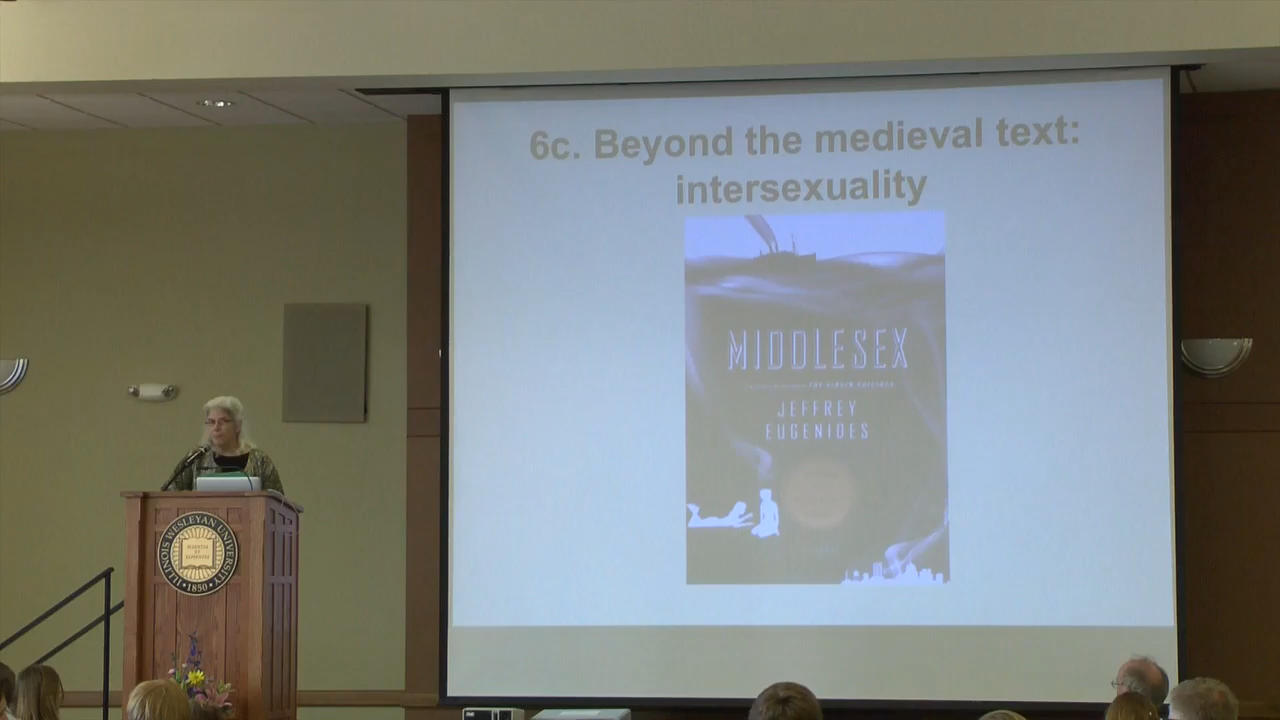 6c. Beyond the medieval text:
intersexuality
MIDDLESEX
THE VIRGIN SUICIDES
JEFFREY
EUGENIDES
ILLINOIS WESLEYAN UNIVERSITY
• 1850 •